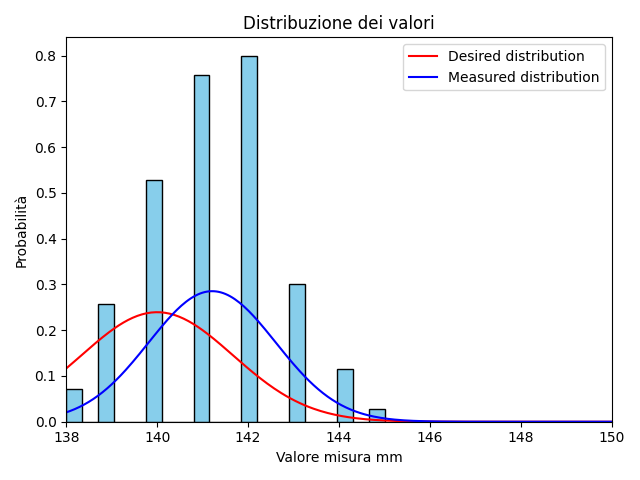 Distribuzione dei valori
Desired distribution
Measured distribution
Probabilità
0.8
0.7
0.6
0.5
0.4
0.3
0.2
0.1
0.0
138 140 142 144 146 148 150
Valore misura mm